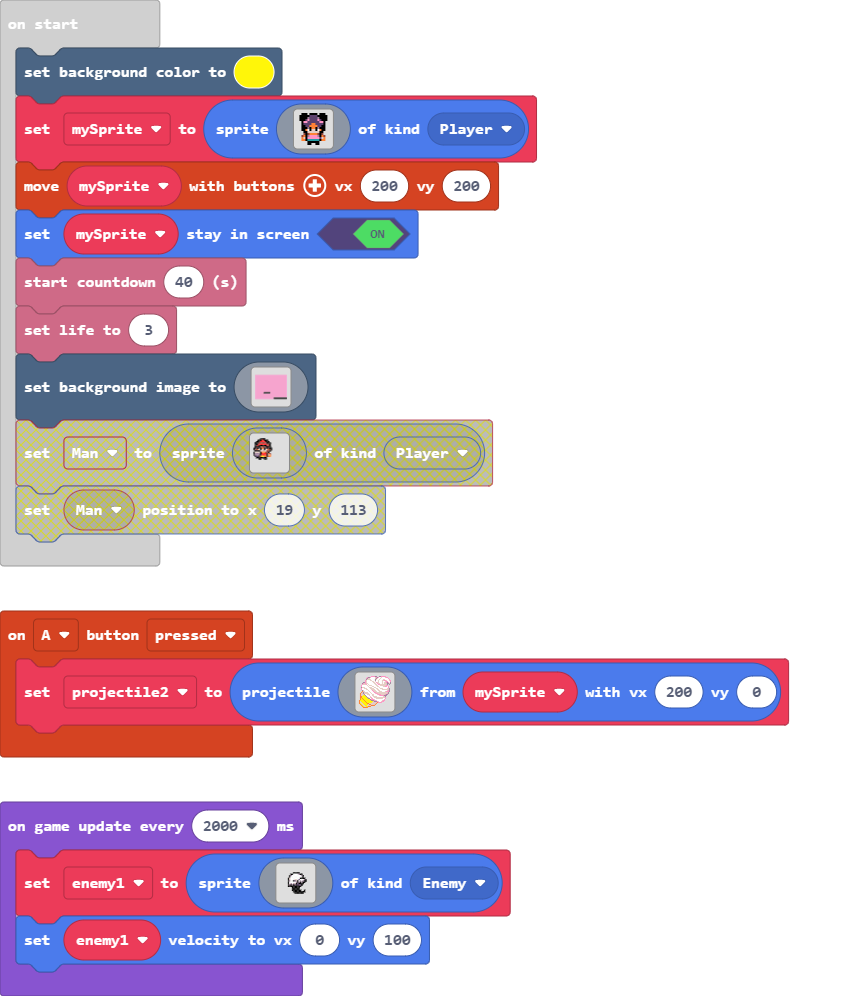 on start
set background color to
set mySprite to sprite of kind Player
move mySprite with buttons vx 200 vy 200
set mySprite stay in screen ON
start countdown 40 (s)
set life to 3
set background image to
set Man to sprite of kind Player
set Man position to x 19 y 113
on A button pressed
set projectile2 to projectile from mySprite with vx 200 vy 0
on game update every 2000 ms
set enemy1 to sprite of kind Enemy
set enemy1 velocity to vx 0 vy 100